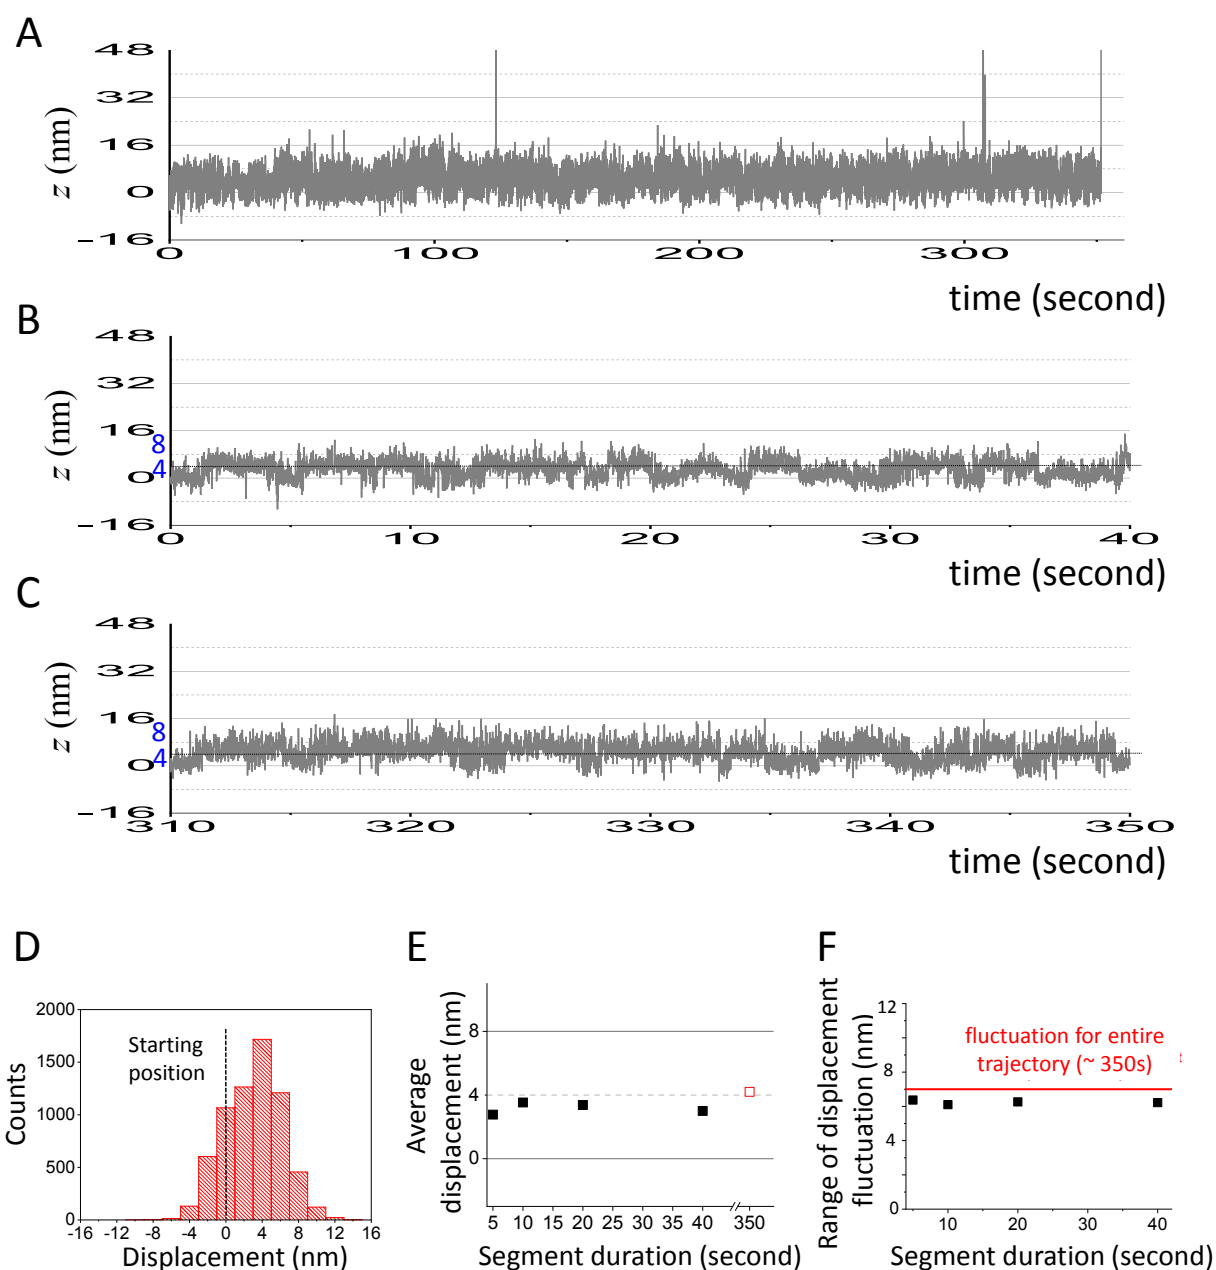 A
48
32
16
0
−16
z (nm)
0 100 200 300
time (second)
B
48
32
16
8
4
0
−16
z (nm)
0 10 20 30 40
time (second)
C
48
32
16
8
4
0
−16
z (nm)
310 320 330 340 350
time (second)
D
2000
1500
1000
500
0
Counts
Starting
position
-16 -12 -8 -4 0 4 8 12 16
Displacement (nm)
E
Average
displacement (nm)
8
4
0
5 10 20 30 40 350
Segment duration (second)
F
Range of displacement
fluctuation (nm)
12
9
6
3
0
fluctuation for entire
trajectory (~ 350s)
10 20 30 40
Segment duration (second)